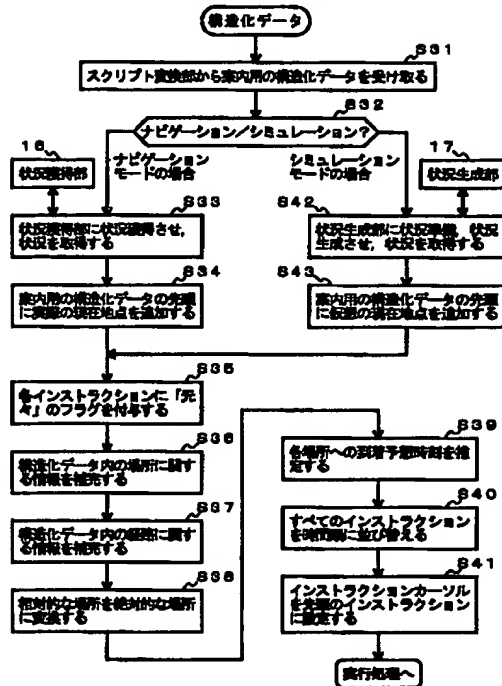 構造化データ
S31
スクリプト変換部から案内用の構造化データを受け取る
S32
ナビゲーション/シミュレーション?
16
状況獲得部
ナビゲーション
モードの場合
シミュレーション
モードの場合
17
状況生成部
S33
状況獲得部に状況獲得させ,
状況を取得する
S42
状況生成部に状況準備, 状況
生成させ, 状況を取得する
S34
案内用の構造化データの先頭
に実際の現在地点を追加する
S43
案内用の構造化データの先頭
に仮想の現在地点を追加する
S35
各インストラクションに「元
々」のフラグを付与する
S36
構造化データ内の場所に関す
る情報を補充する
S37
構造化データ内の経路に関す
る情報を補充する
S38
相対的な場所を絶対的な場所
に変換する
S39
各場所への到着予想時刻を推
定する
S40
すべてのインストラクション
を時間順に並び替える
S41
インストラクションカーソル
を先頭のインストラクション
に設定する
実行処理へ